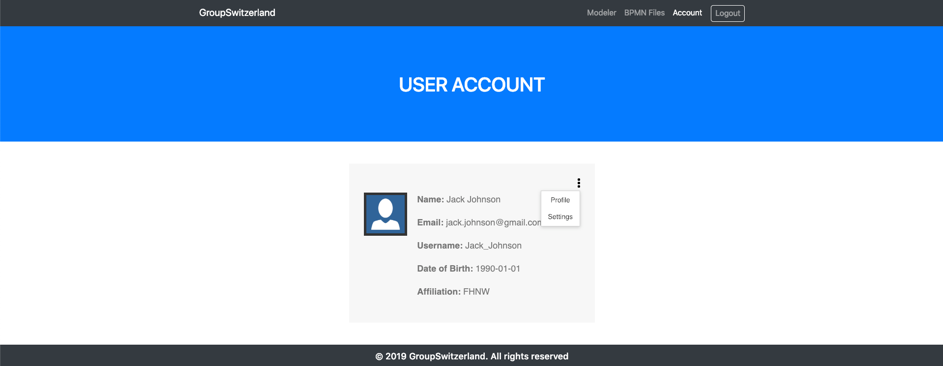 GroupSwitzerland
Modeler BPMN Files Account Logout
USER ACCOUNT
Name: Jack Johnson
Profile
Email: jack.johnson@gmail.com
Settings
Username: Jack_Johnson
Date of Birth: 1990-01-01
Affiliation: FHNW
© 2019 GroupSwitzerland. All rights reserved